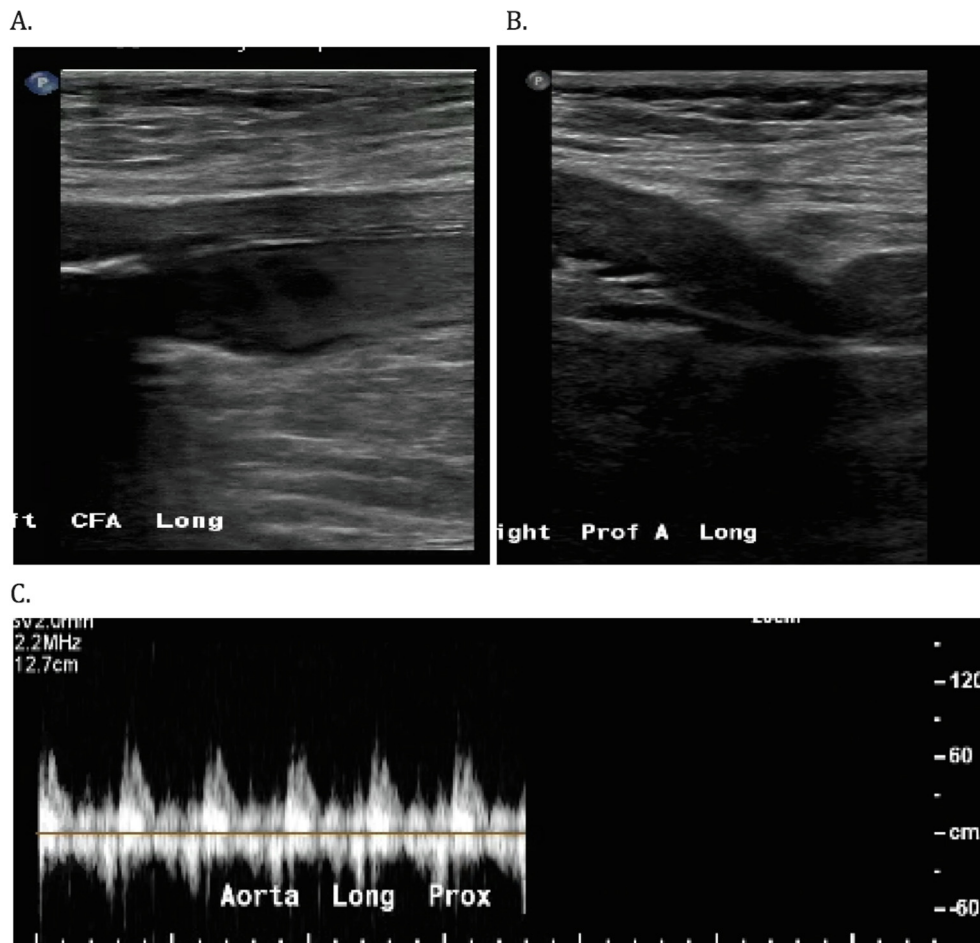 A.
B.
P
P
ft CFA Long
ight Prof A Long
C.
2.2MHz
12.7cm
120
60
cm
-60
Aorta Long Prox